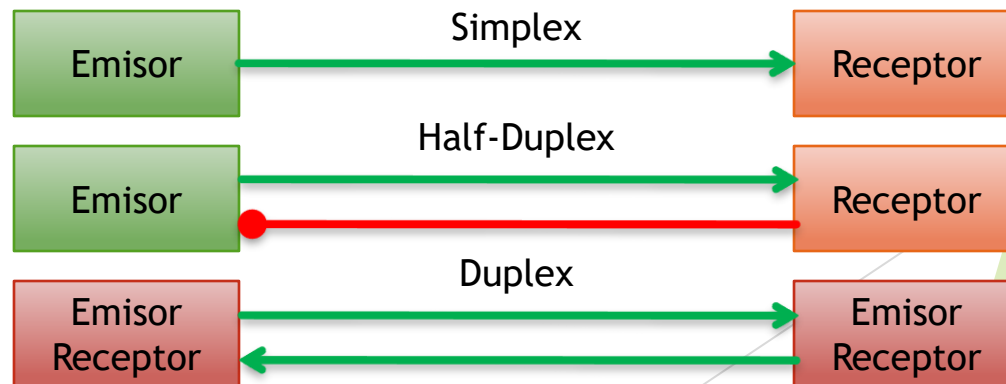 Simplex
Emisor
Receptor
Half-Duplex
Emisor
Receptor
Duplex
Emisor
Receptor
Emisor
Receptor